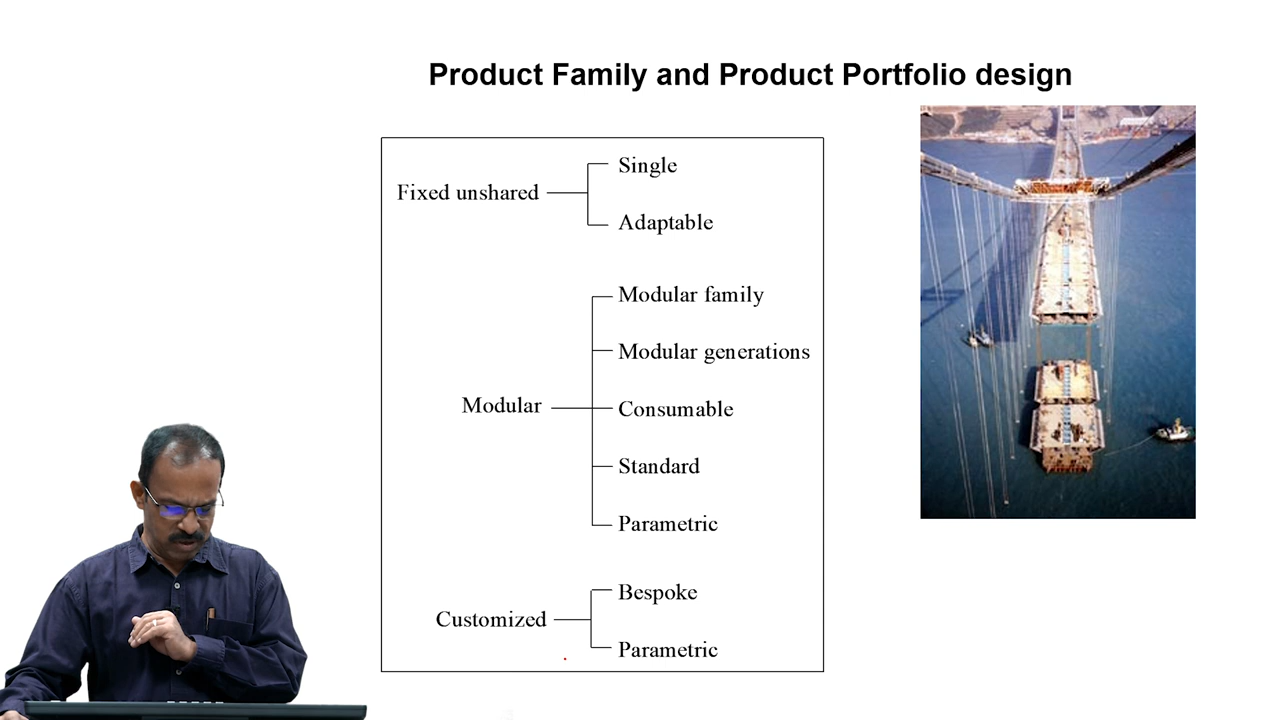 Product Family and Product Portfolio design
Fixed unshared
Single
Adaptable
Modular
Modular family
Modular generations
Consumable
Standard
Parametric
Customized
Bespoke
Parametric